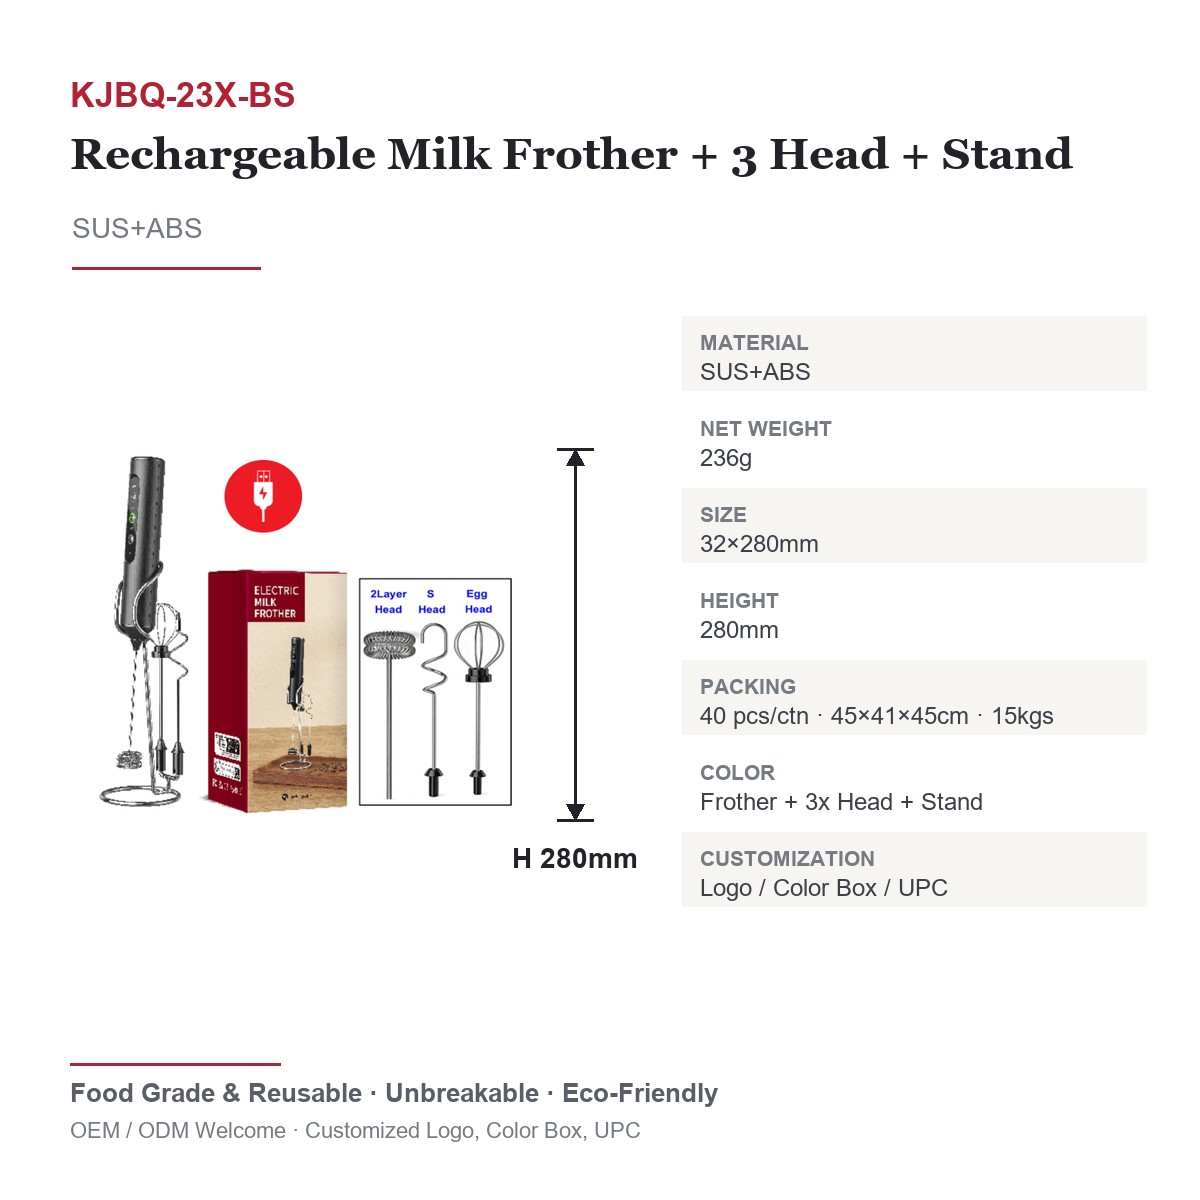 KJBQ-23X-BS
Rechargeable Milk Frother + 3 Head + Stand
SUS+ABS
MATERIAL
SUS+ABS
NET WEIGHT
236g
SIZE
32×280mm
HEIGHT
280mm
PACKING
40 pcs/ctn · 45×41×45cm · 15kgs
COLOR
Frother + 3x Head + Stand
CUSTOMIZATION
Logo / Color Box / UPC
ELECTRIC
MILK
FROTHER
2Layer Head
S Head
Egg Head
H 280mm
Food Grade & Reusable · Unbreakable · Eco-Friendly
OEM / ODM Welcome · Customized Logo, Color Box, UPC